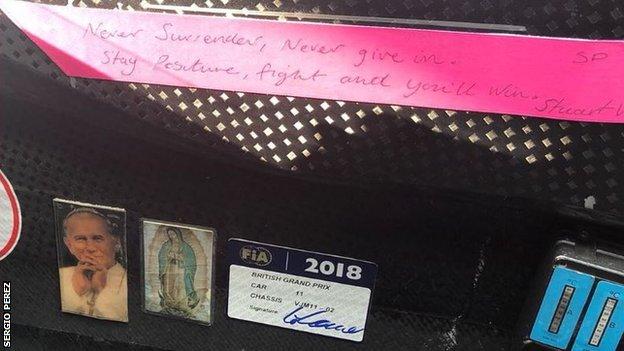 Never Surrender, Never give in.
SP
Stay Positive, fight and you'll win.
Stuart
FiA
2018
BRITISH GRAND PRIX
CAR 11
CHASSIS VJM11 - 02
Signature
SERGIO PEREZ